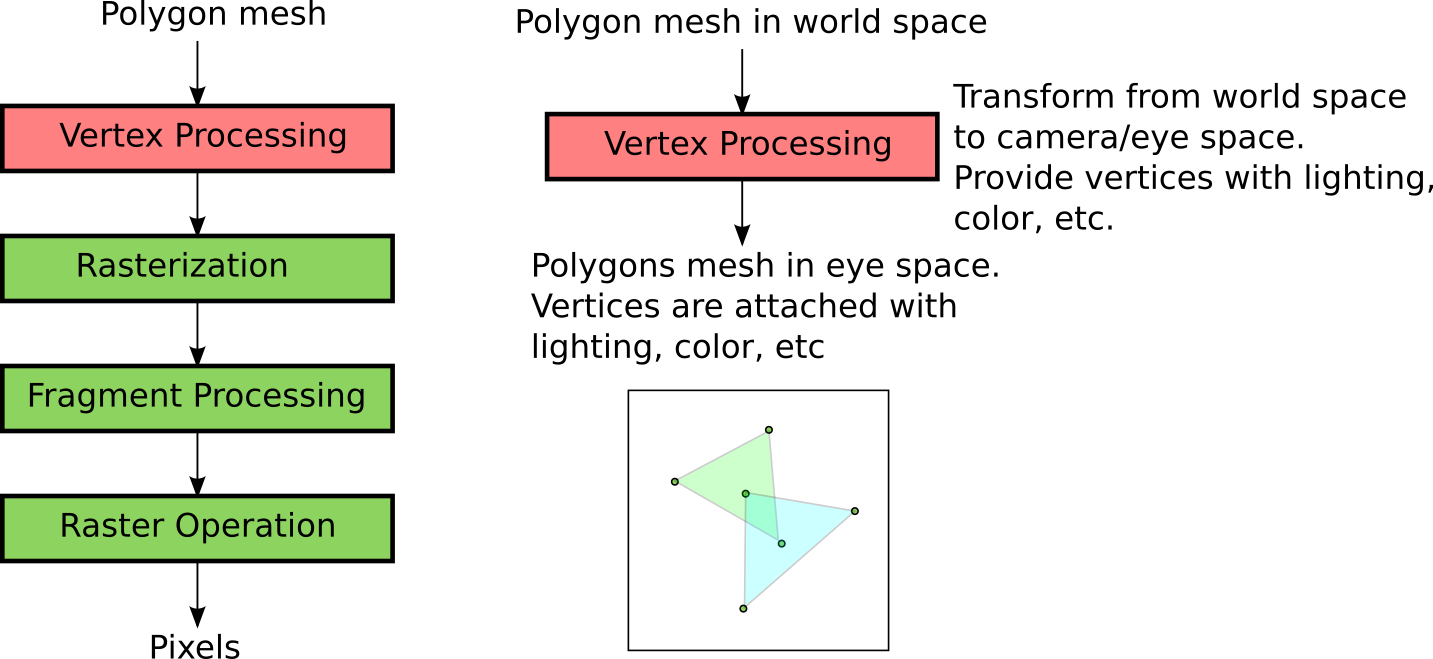 Polygon mesh
Vertex Processing
Rasterization
Fragment Processing
Raster Operation
Pixels
Polygon mesh in world space
Vertex Processing
Transform from world space
to camera/eye space.
Provide vertices with lighting,
color, etc.
Polygons mesh in eye space.
Vertices are attached with
lighting, color, etc